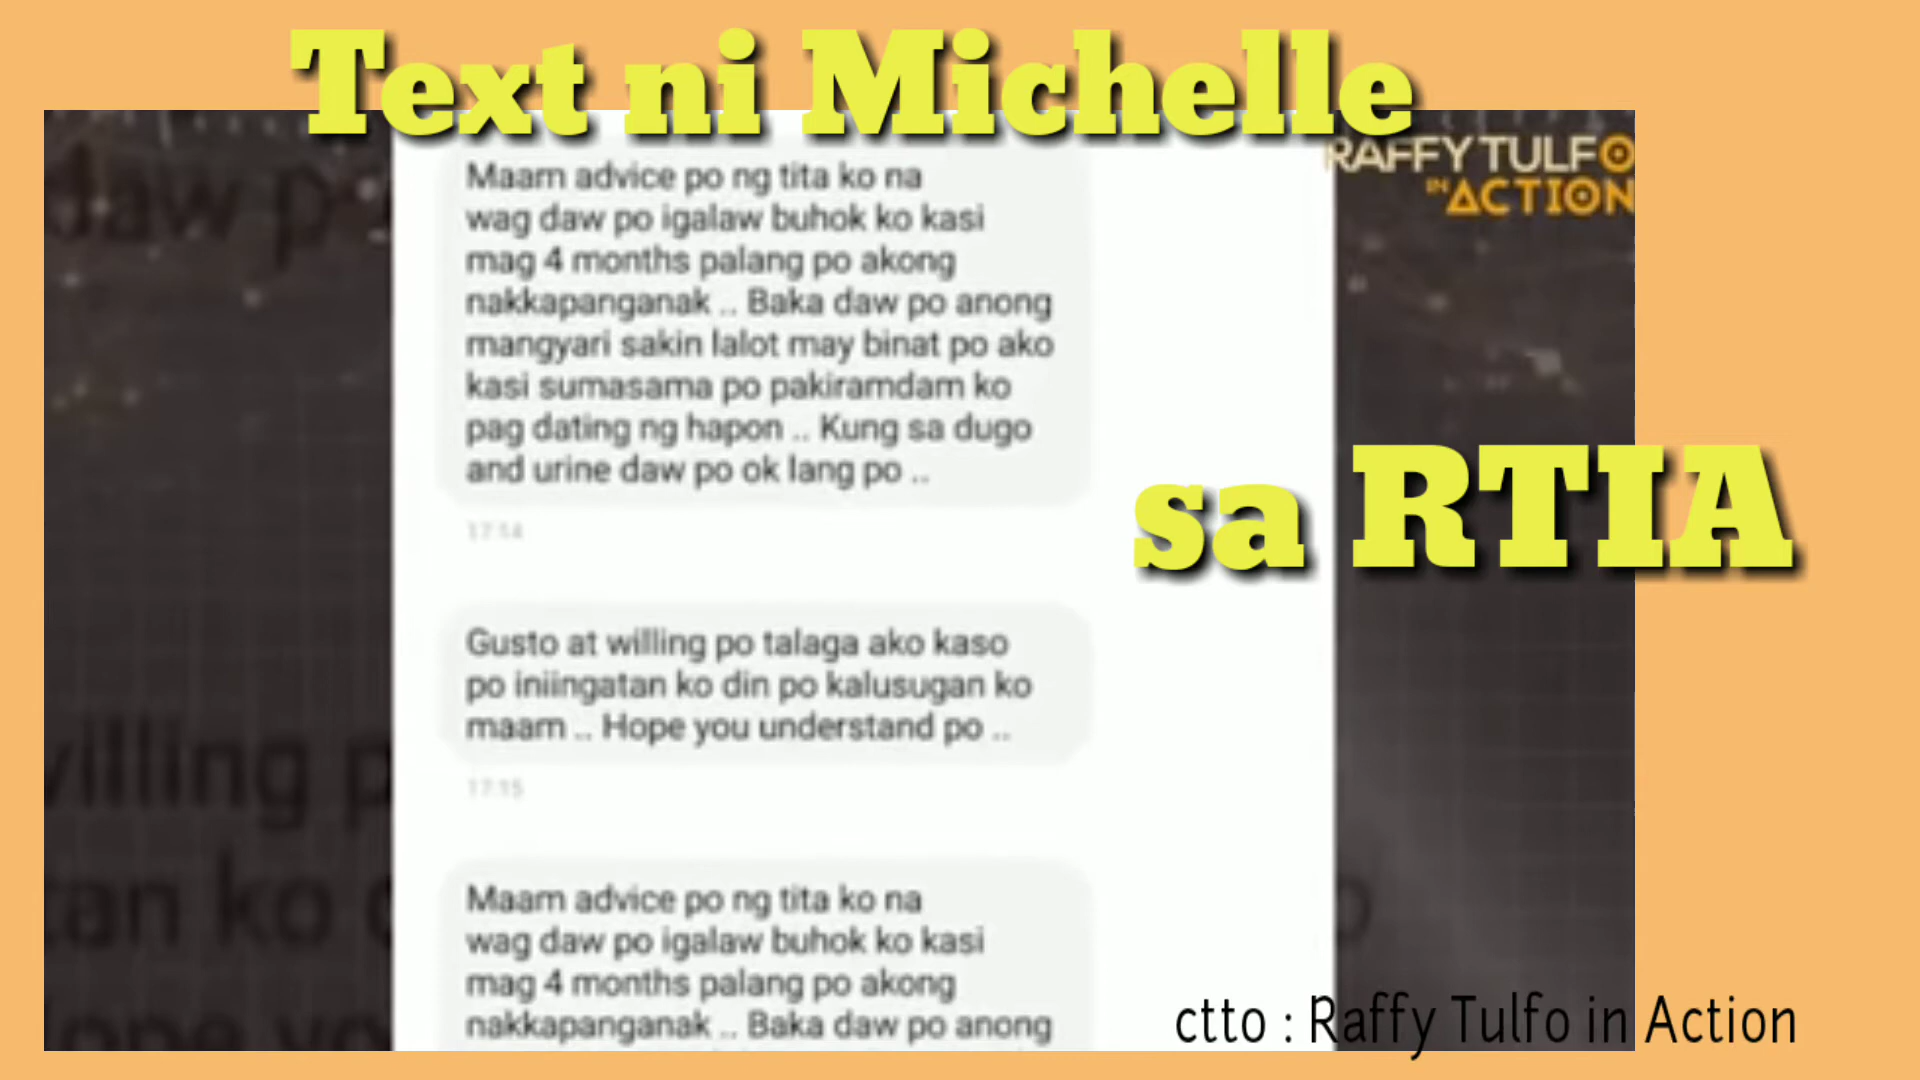 Text ni Michelle
RAFFY TULFO
IN ACTION
Maam advice po ng tita ko na
wag daw po igalaw buhok ko kasi
mag 4 months palang po akong
nakkapanganak .. Baka daw po anong
mangyari sakin lalot may binat po ako
kasi sumasama po pakiramdam ko
pag dating ng hapon .. Kung sa dugo
and urine daw po ok lang po ..
17:14
sa RTIA
Gusto at willing po talaga ako kaso
po iniingatan ko din po kalusugan ko
maam .. Hope you understand po ..
17:15
Maam advice po ng tita ko na
wag daw po igalaw buhok ko kasi
mag 4 months palang po akong
nakkapanganak .. Baka daw po anong
ctto : Raffy Tulfo in Action
daw p
willing p
tan ko